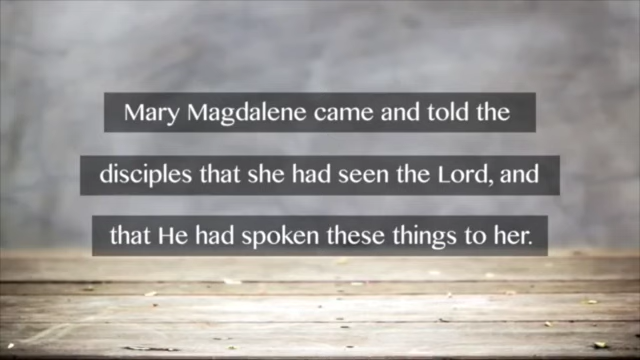 Mary Magdalene came and told the
disciples that she had seen the Lord, and
that He had spoken these things to her.